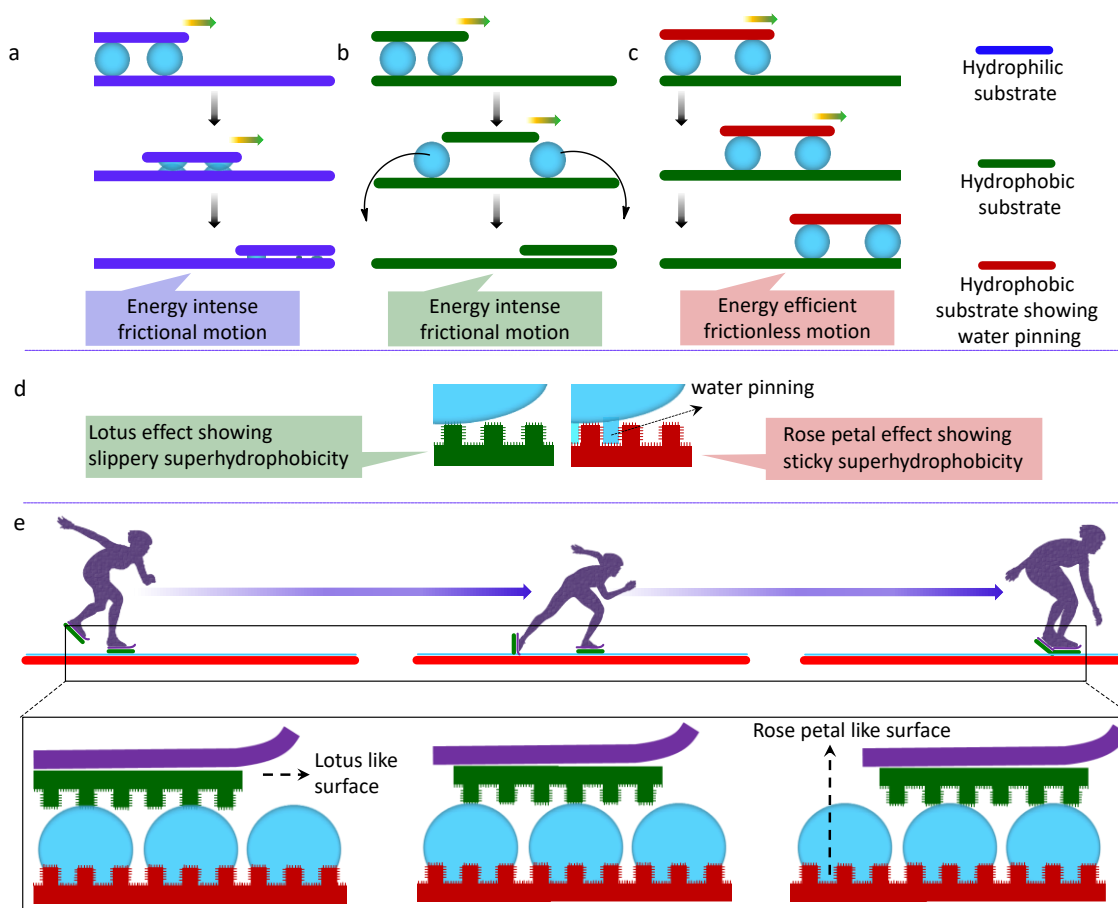 a
b
c
Hydrophilic
substrate
Hydrophobic
substrate
Hydrophobic
substrate showing
water pinning
Energy intense
frictional motion
Energy intense
frictional motion
Energy efficient
frictionless motion
d
water pinning
Lotus effect showing
slippery superhydrophobicity
Rose petal effect showing
sticky superhydrophobicity
e
Lotus like
surface
Rose petal like surface